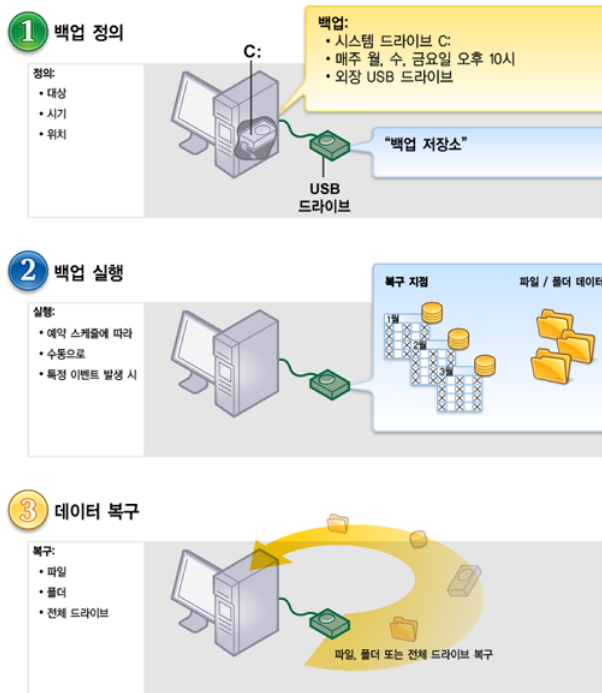 1 백업 정의
정의:
• 대상
• 시기
• 위치
C:
백업:
• 시스템 드라이브 C:
• 매주 월, 수, 금요일 오후 10시
• 외장 USB 드라이브
“백업 저장소”
USB
드라이브
2 백업 실행
실행:
• 예약 스케줄에 따라
• 수동으로
• 특정 이벤트 발생 시
복구 지점
파일 / 폴더 데이터
1월
2월
3월
3 데이터 복구
복구:
• 파일
• 폴더
• 전체 드라이브
파일, 폴더 또는 전체 드라이브 복구